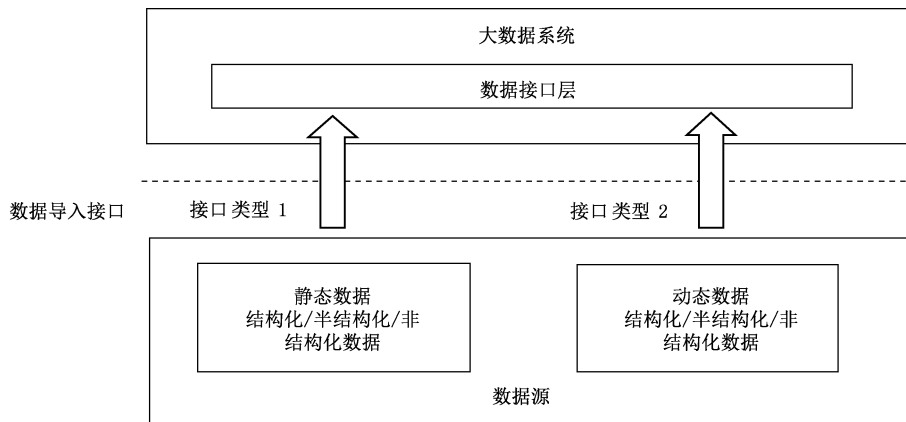 大数据系统
数据接口层
数据导入接口
接口类型 1
接口类型 2
静态数据
结构化/半结构化/非
结构化数据
动态数据
结构化/半结构化/非
结构化数据
数据源